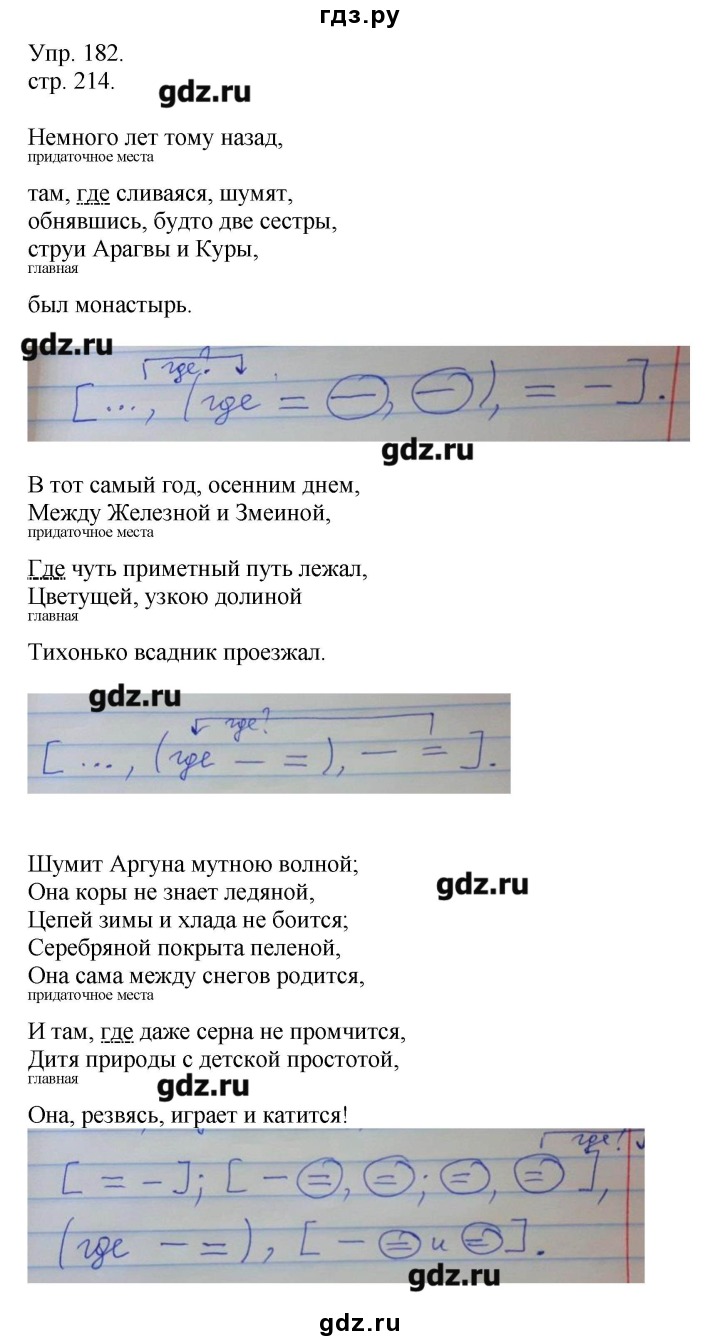 гдз.ру
Упр. 182.
стр. 214.
gdz.ru
Немного лет тому назад,
придаточное места
там, где сливаяся, шумят,
обнявшись, будто две сестры,
струи Арагвы и Куры,
главная
был монастырь.
gdz.ru
где?
[ ..., (где = —, —), = — ].
gdz.ru
В тот самый год, осенним днем,
Между Железной и Змеиной,
придаточное места
Где чуть приметный путь лежал,
Цветущей, узкою долиной
главная
Тихонько всадник проезжал.
gdz.ru
где?
[ ..., (где — = ), — = ].
Шумит Аргуна мутною волной;
gdz.ru
Она коры не знает ледяной,
Цепей зимы и хлада не боится;
Серебряной покрыта пеленой,
Она сама между снегов родится,
придаточное места
И там, где даже серна не промчится,
Дитя природы с детской простотой,
главная
gdz.ru
Она, резвясь, играет и катится!
где?
[ = — ]; [ — =, =; =, = ],
(где — = ), [ — = и = ].
gdz.ru
gdz.ru